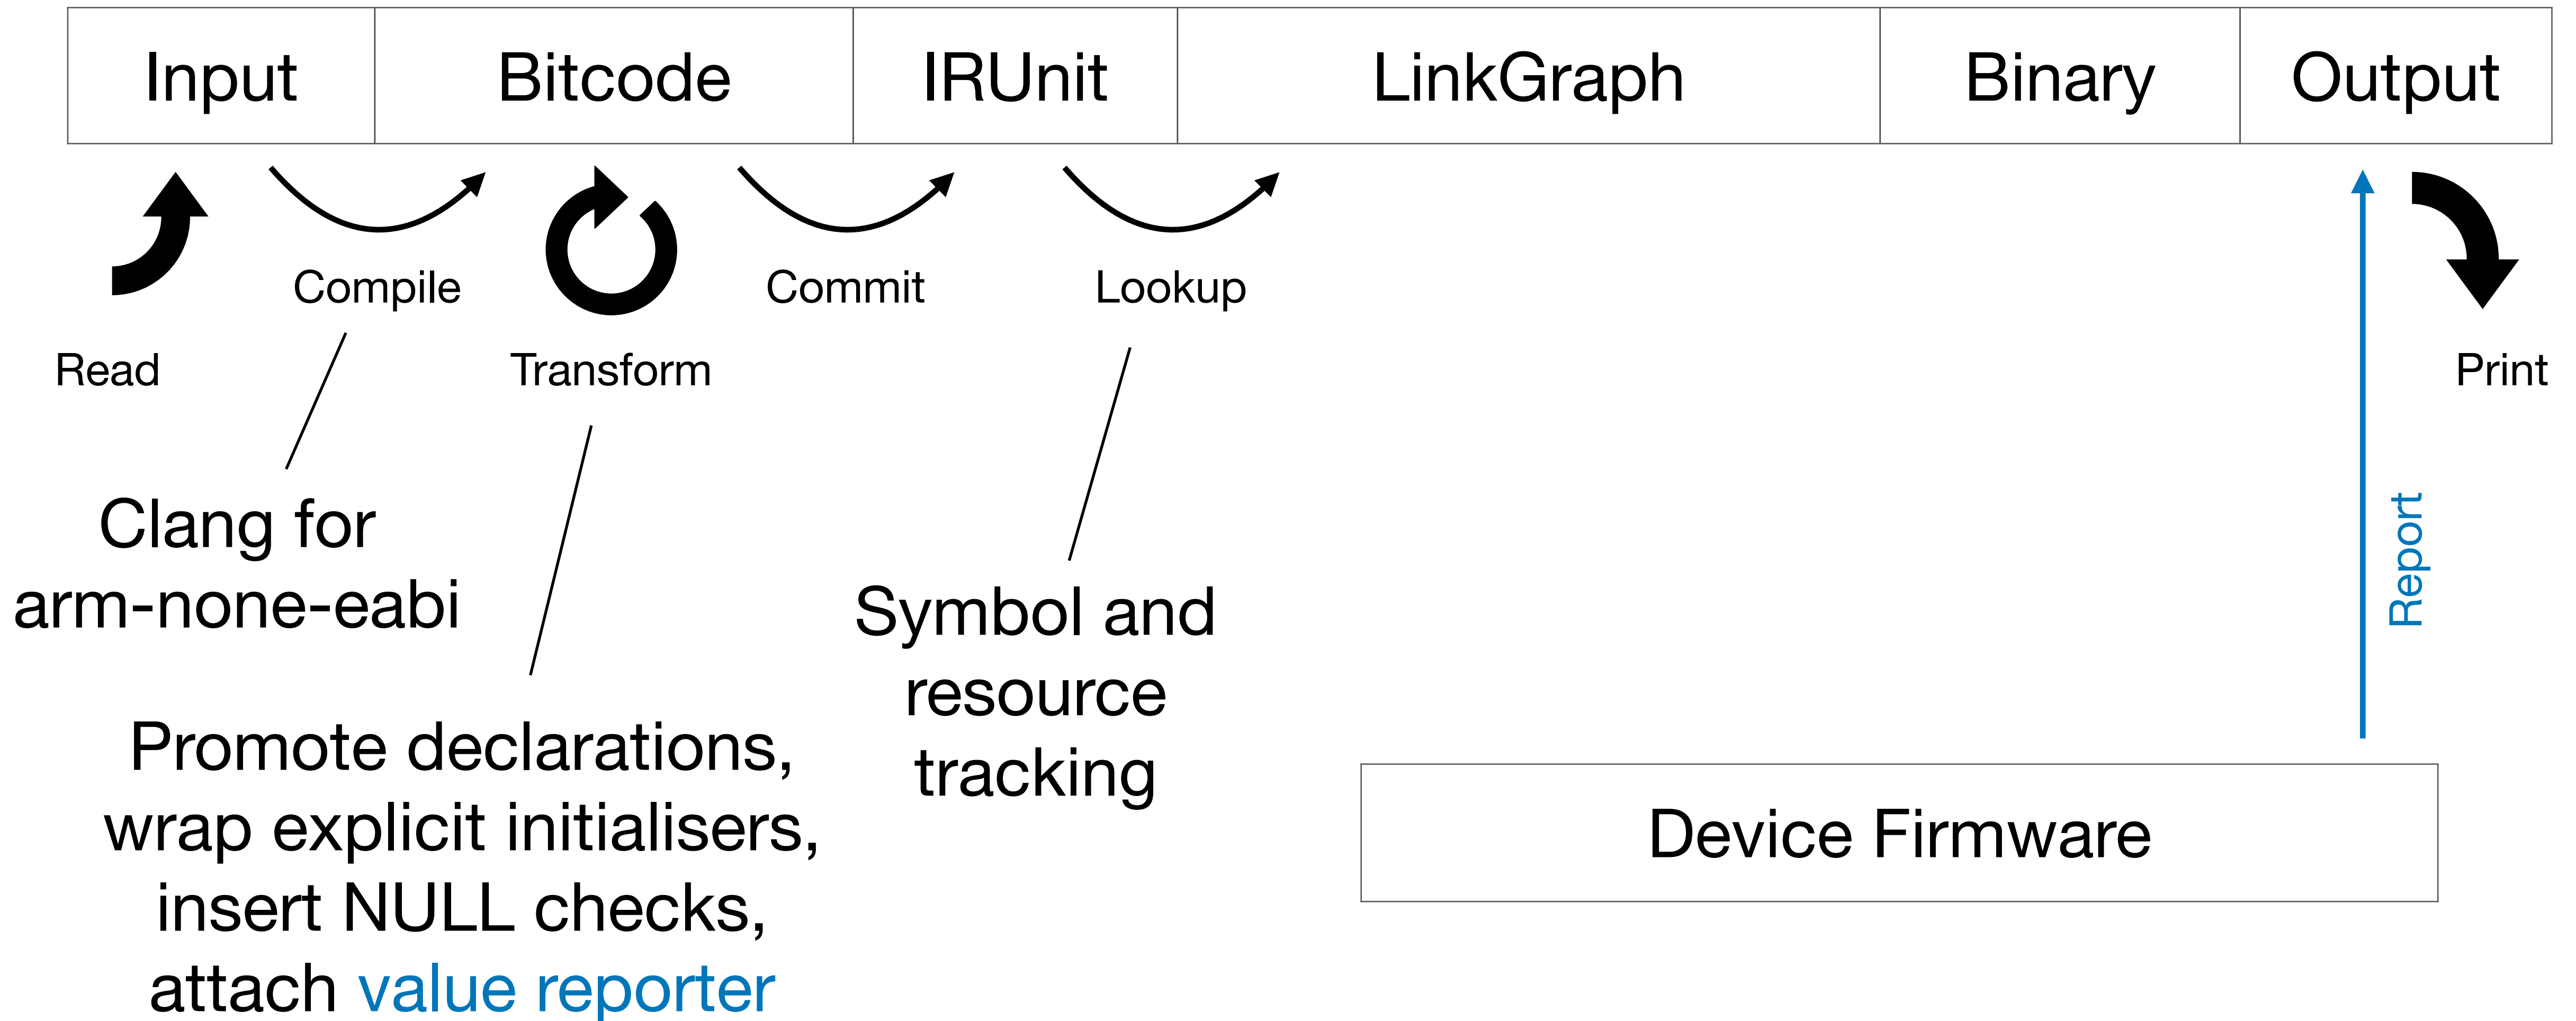 Input
Bitcode
IRUnit
LinkGraph
Binary
Output
Compile
Commit
Lookup
Read
Transform
Print
Clang for
arm-none-eabi
Report
Symbol and
resource
tracking
Promote declarations,
wrap explicit initialisers,
insert NULL checks,
attach value reporter
Device Firmware